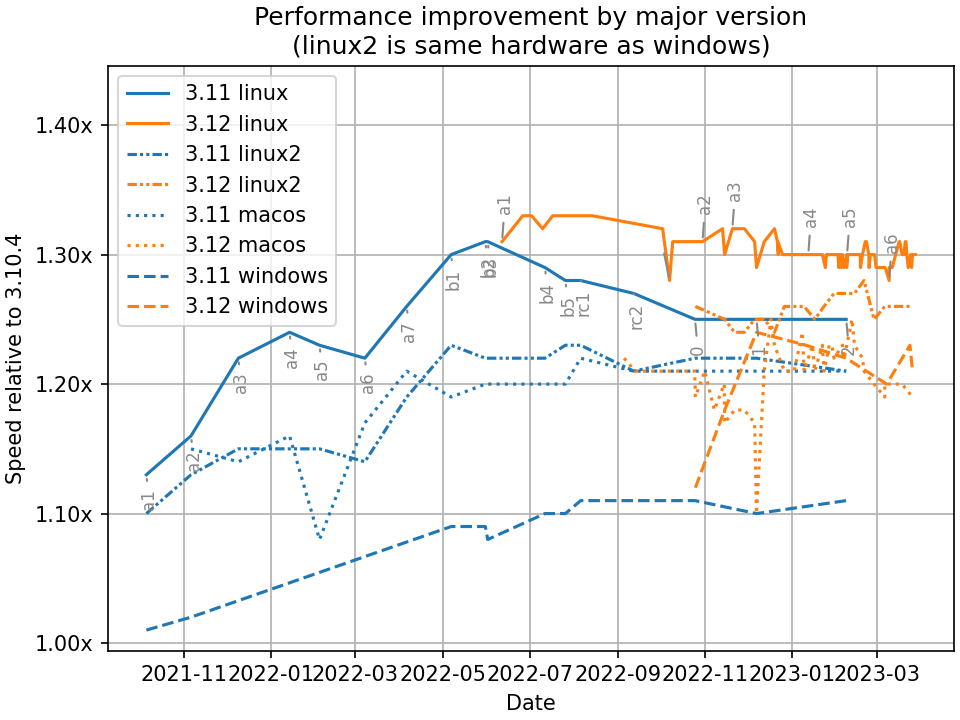 Performance improvement by major version
(linux2 is same hardware as windows)
3.11 linux
3.12 linux
3.11 linux2
3.12 linux2
3.11 macos
3.12 macos
3.11 windows
3.12 windows
Speed relative to 3.10.4
1.40x
1.30x
1.20x
1.10x
1.00x
a1
a2
a3
a4
a5
a6
a7
b1
b3
b4
b5
rc1
rc2
0
1
2
a1
a2
a3
a4
a5
a6
2021-11
2022-01
2022-03
2022-05
2022-07
2022-09
2022-11
2023-01
2023-03
Date